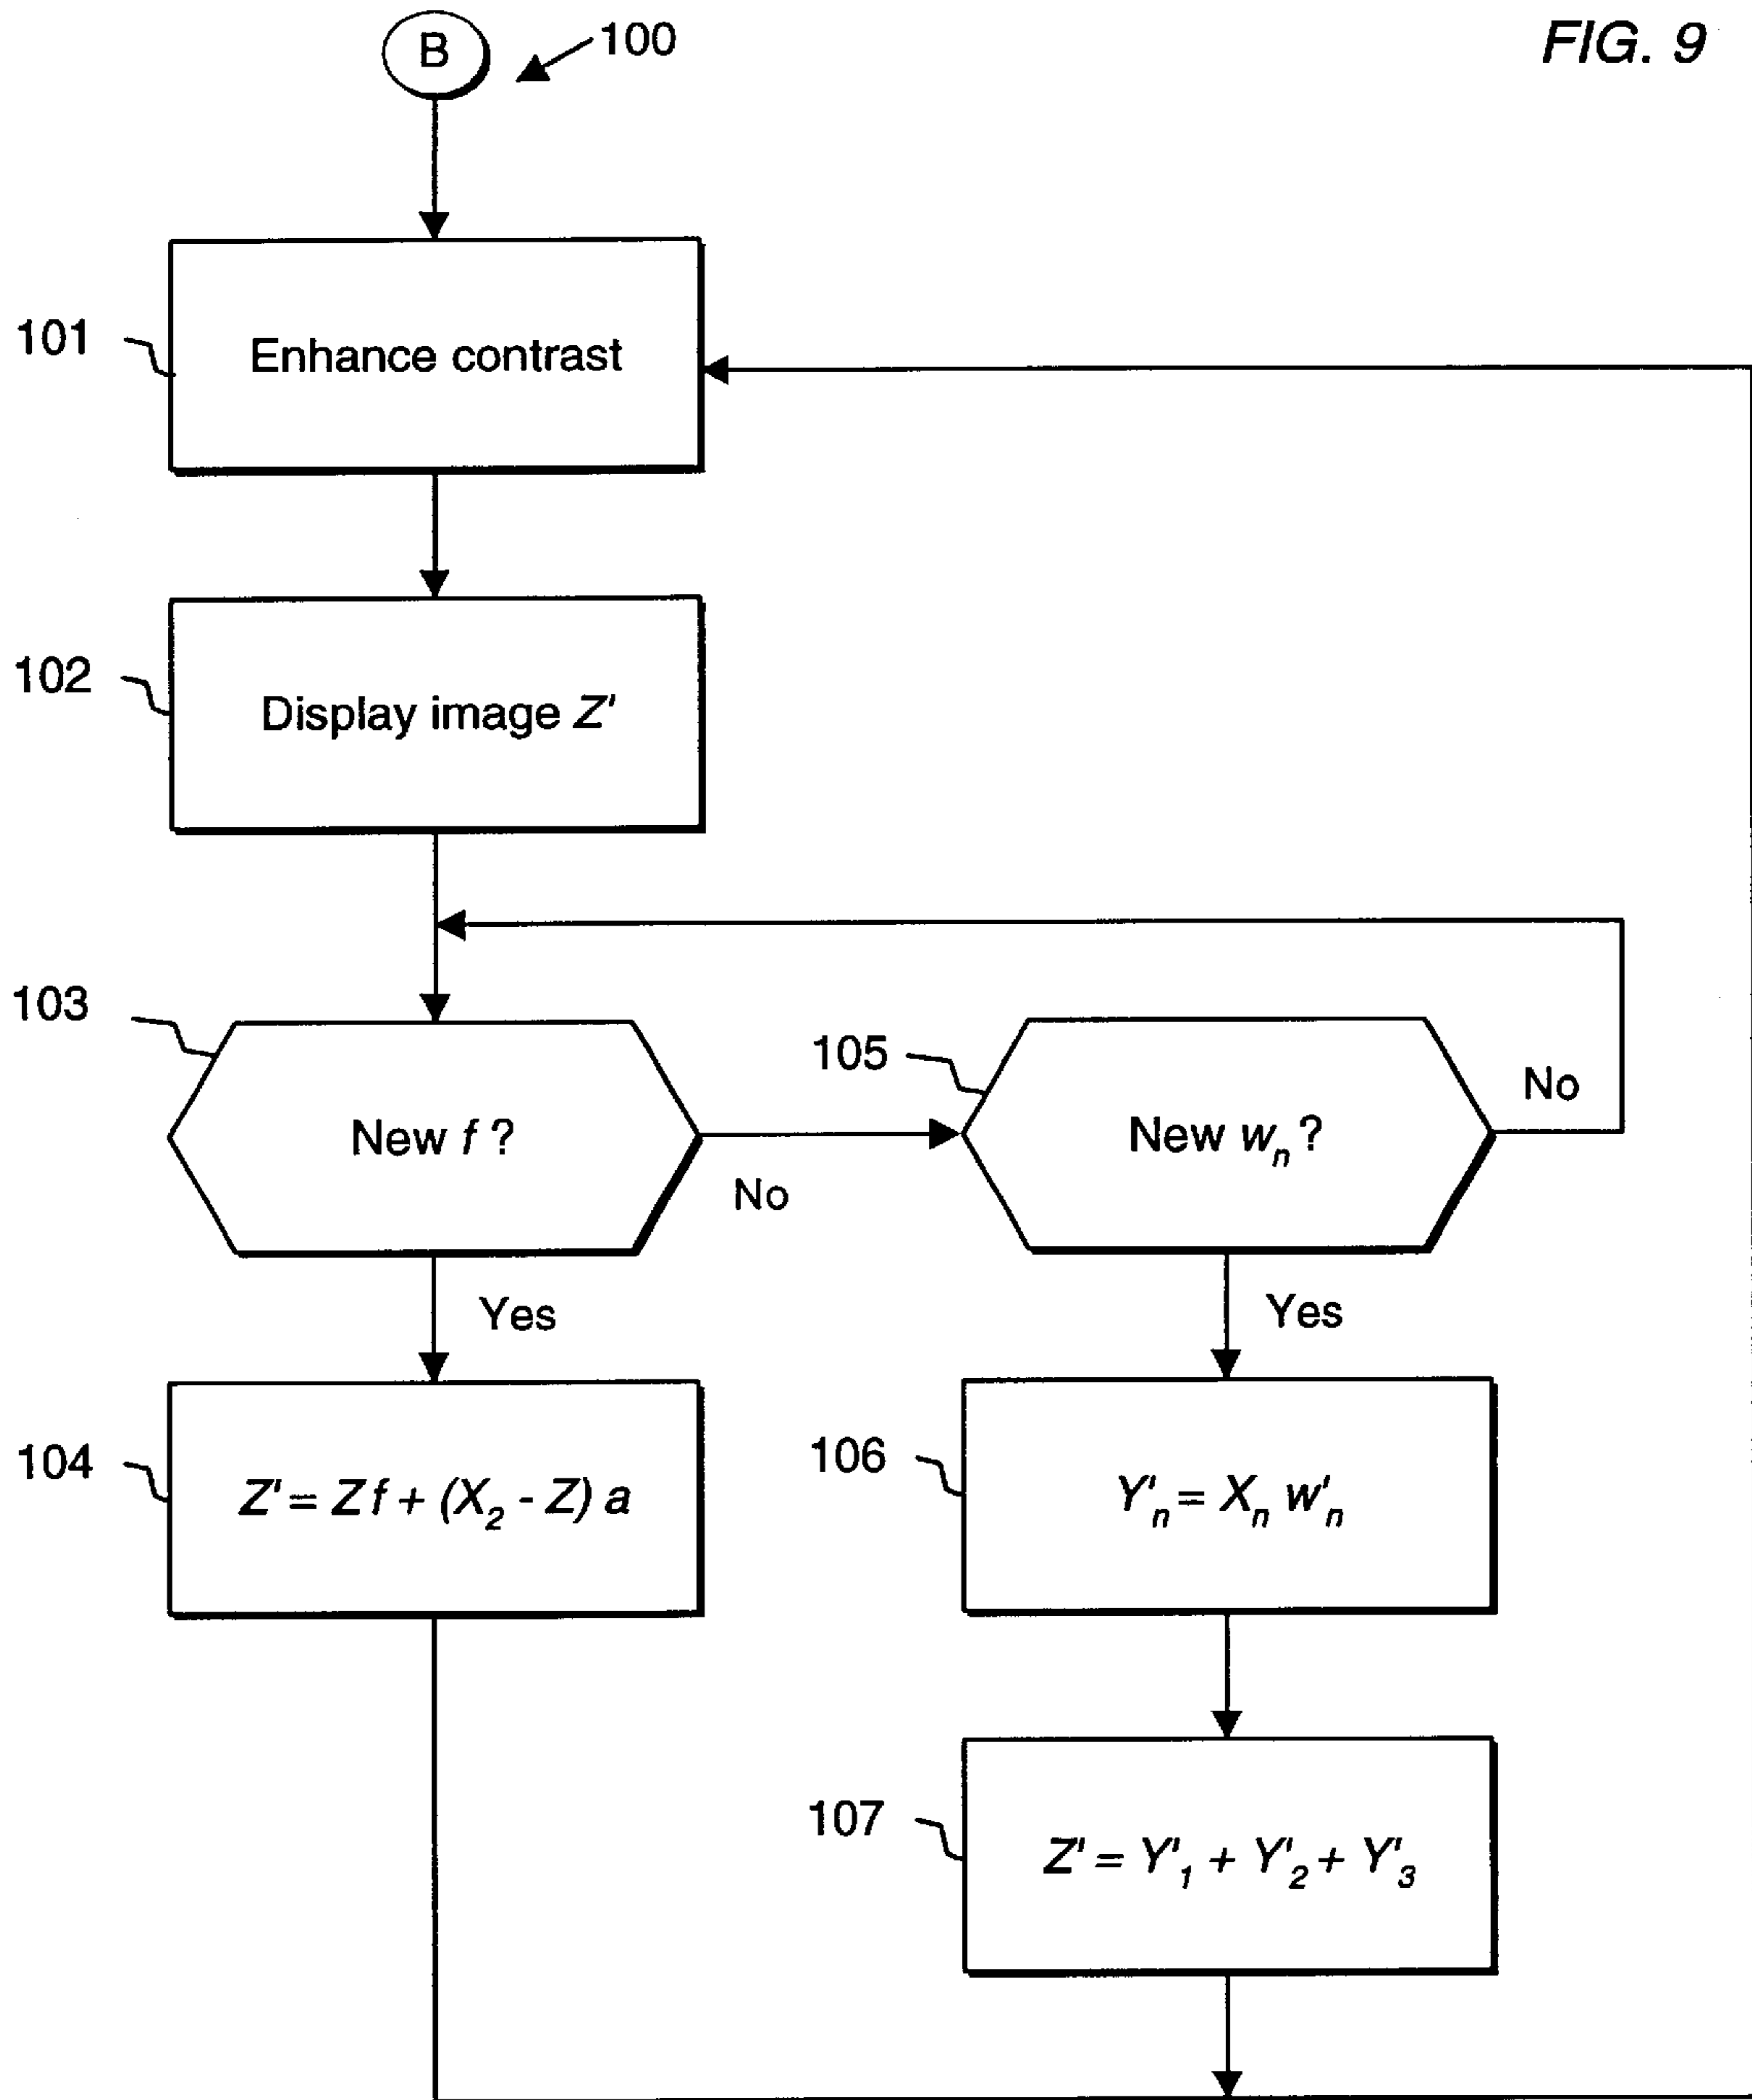 FIG. 9
B
100
101
Enhance contrast
102
Display image Z'
103
New f ?
No
105
New wₙ ?
No
Yes
Yes
104
Z' = Z f + (X₂ - Z) a
106
Y'ₙ = Xₙ w'ₙ
107
Z' = Y'₁ + Y'₂ + Y'₃